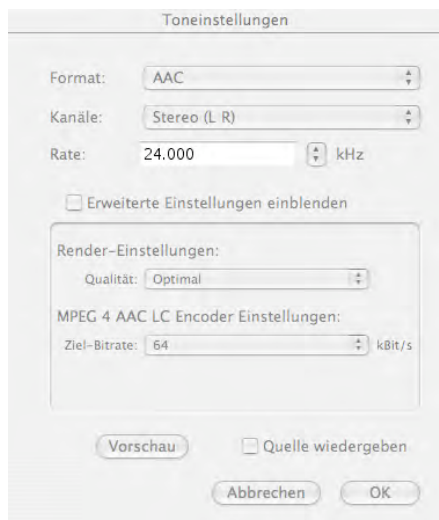 Toneinstellungen
Format: AAC
Kanäle: Stereo (L R)
Rate: 24.000 kHz
Erweiterte Einstellungen einblenden
Render-Einstellungen:
Qualität: Optimal
MPEG 4 AAC LC Encoder Einstellungen:
Ziel-Bitrate: 64 kBit/s
Vorschau Quelle wiedergeben
Abbrechen OK